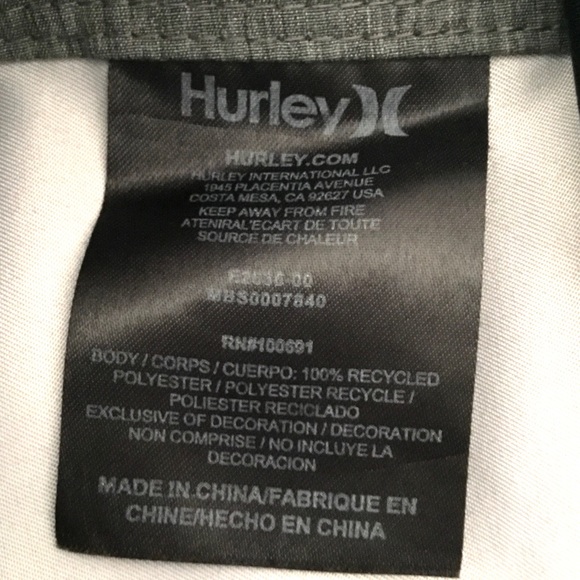 Hurley
HURLEY.COM
HURLEY INTERNATIONAL LLC
1945 PLACENTIA AVENUE
COSTA MESA, CA 92627 USA
KEEP AWAY FROM FIRE
ATENIRAL'ECART DE TOUTE
SOURCE DE CHALEUR
MBS0007840
RN#100691
BODY / CORPS / CUERPO: 100% RECYCLED
POLYESTER / POLYESTER RECYCLE /
POLIESTER RECICLADO
EXCLUSIVE OF DECORATION / DECORATION
NON COMPRISE / NO INCLUYE LA
DECORACION
MADE IN CHINA/FABRIQUE EN
CHINE/HECHO EN CHINA